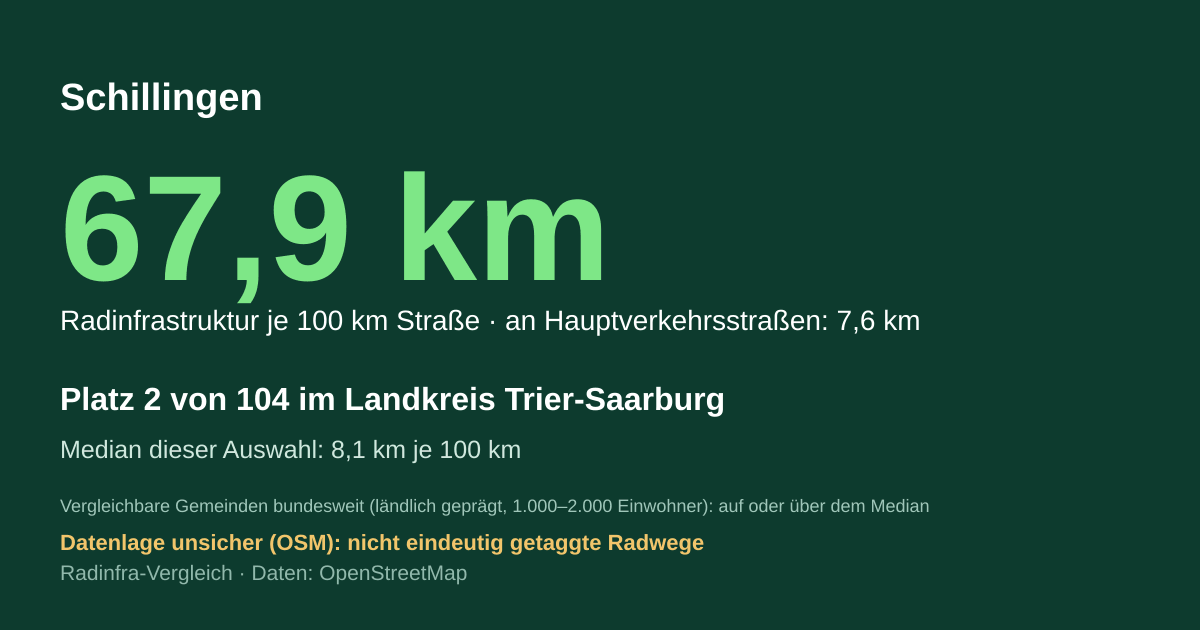 Schillingen
67,9 km
Radinfrastruktur je 100 km Straße · an Hauptverkehrsstraßen: 7,6 km
Platz 2 von 104 im Landkreis Trier-Saarburg
Median dieser Auswahl: 8,1 km je 100 km
Vergleichbare Gemeinden bundesweit (ländlich geprägt, 1.000–2.000 Einwohner): auf oder über dem Median
Datenlage unsicher (OSM): nicht eindeutig getaggte Radwege
Radinfra-Vergleich · Daten: OpenStreetMap